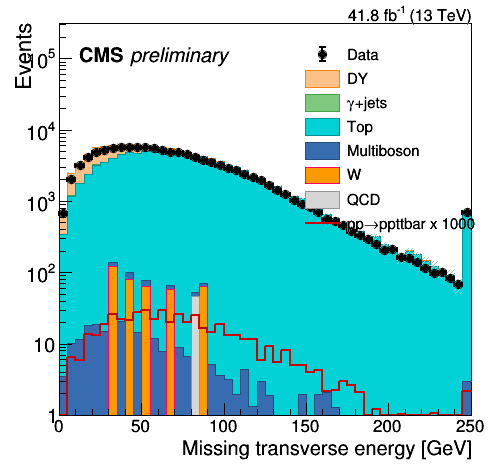 41.8 fb⁻¹ (13 TeV)
Events
CMS preliminary
Data
DY
γ+jets
Top
Multiboson
W
QCD
pp→ppttbar x 1000
10⁵
10⁴
10³
10²
10
1
0 50 100 150 200 250
Missing transverse energy [GeV]